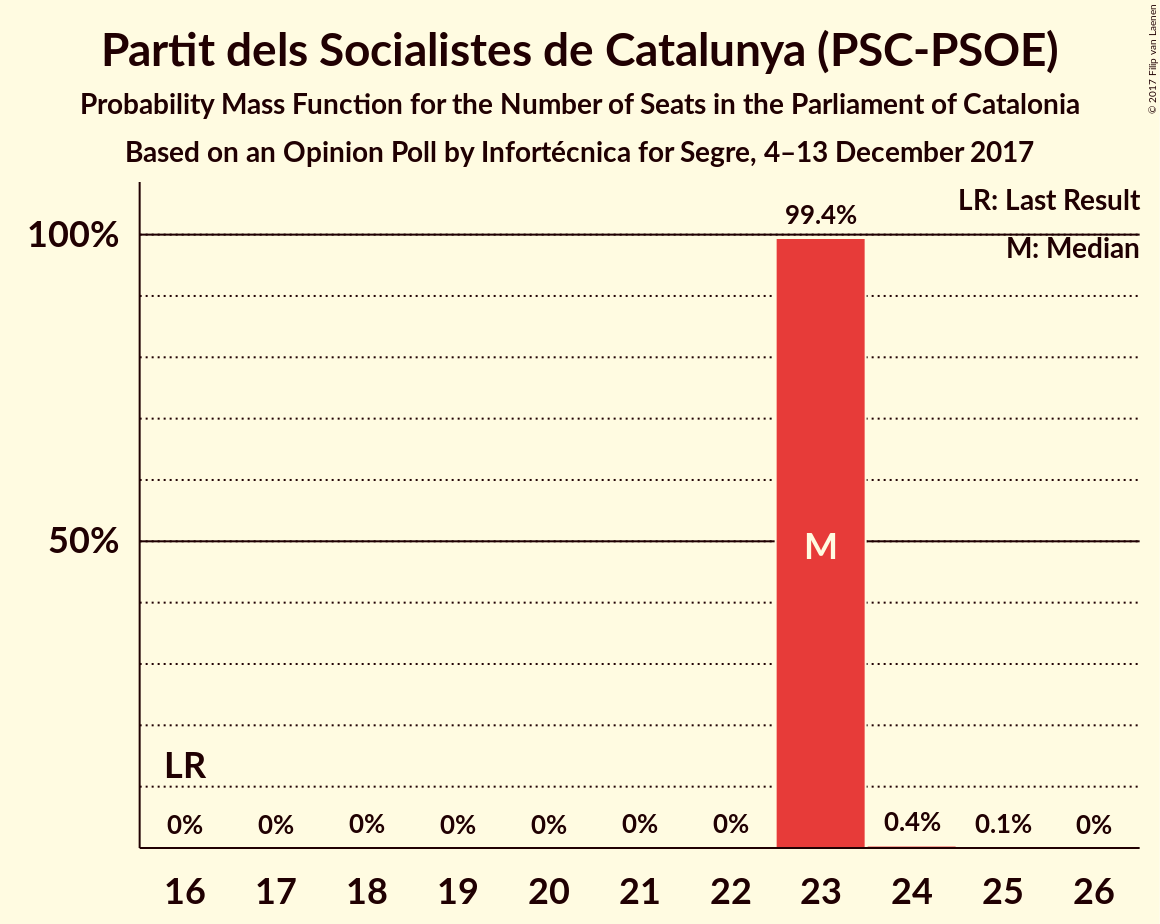 Partit dels Socialistes de Catalunya (PSC-PSOE)
Probability Mass Function for the Number of Seats in the Parliament of Catalonia
Based on an Opinion Poll by Infortécnica for Segre, 4–13 December 2017
© 2017 Filip van Laenen
LR: Last Result
M: Median
100%
50%
99.4%
M
LR
0% 0% 0% 0% 0% 0% 0% 0.4% 0.1% 0%
16 17 18 19 20 21 22 23 24 25 26